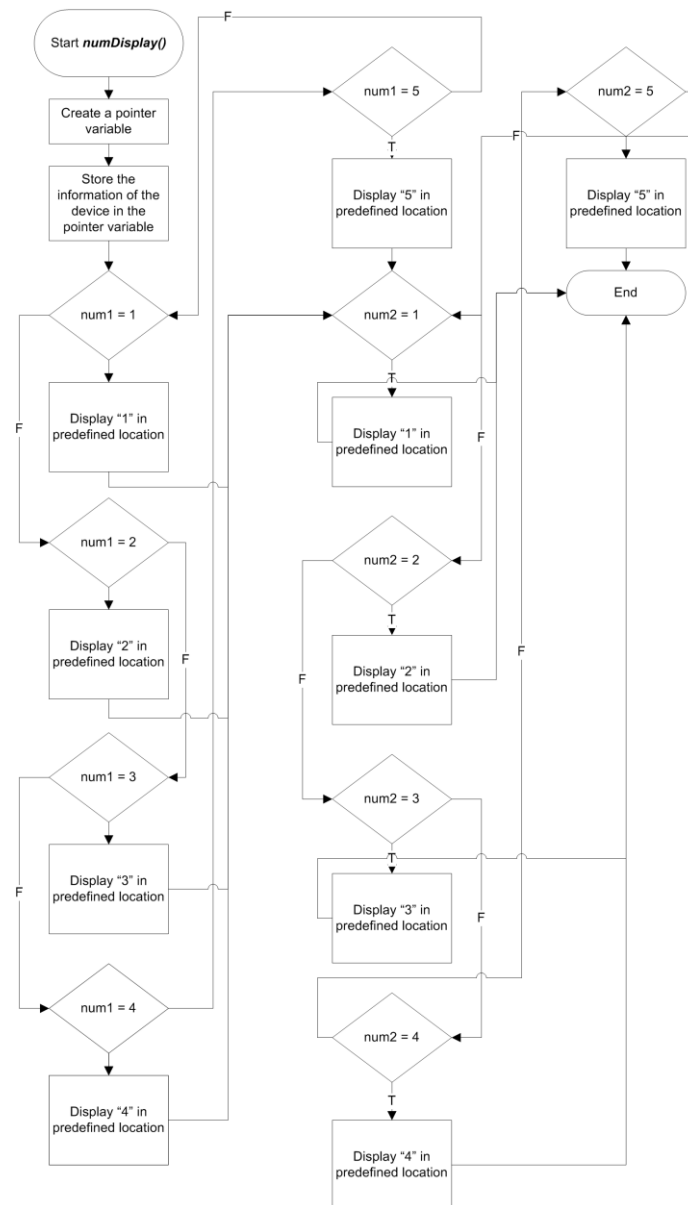 Start numDisplay()
Create a pointer
variable
Store the
information of the
device in the
pointer variable
num1 = 1
F
Display “1” in
predefined location
num1 = 2
Display “2” in
predefined location
F
num1 = 3
Display “3” in
predefined location
F
num1 = 4
Display “4” in
predefined location
F
num1 = 5
T
Display “5” in
predefined location
num2 = 1
T
Display “1” in
predefined location
F
num2 = 2
T
Display “2” in
predefined location
F
num2 = 3
T
Display “3” in
predefined location
F
num2 = 4
T
Display “4” in
predefined location
F
num2 = 5
F
Display “5” in
predefined location
End